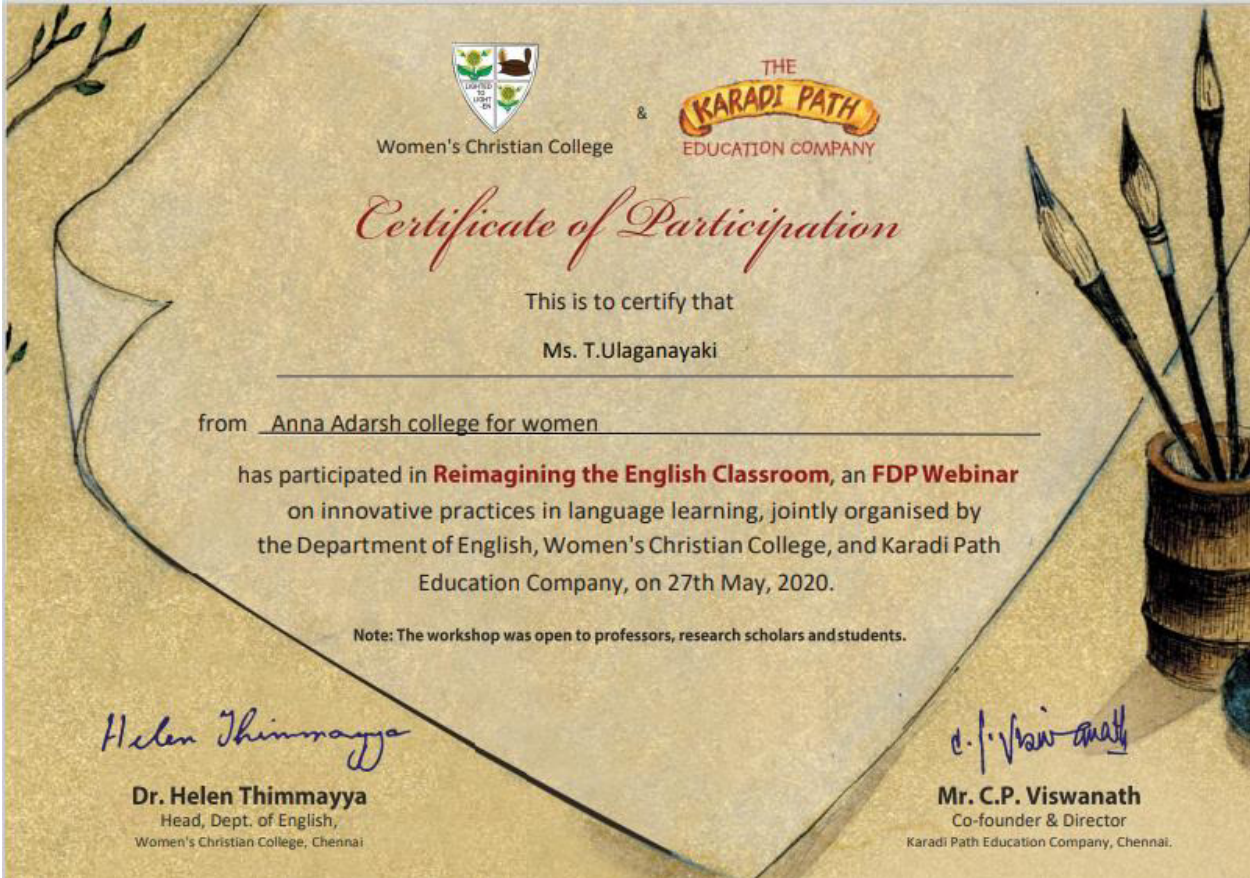 LIGHTED
TO
LIGHT
-EN
Women's Christian College
&
THE
KARADI PATH
EDUCATION COMPANY
Certificate of Participation
This is to certify that
Ms. T.Ulaganayaki
from Anna Adarsh college for women
has participated in Reimagining the English Classroom, an FDP Webinar
on innovative practices in language learning, jointly organised by
the Department of English, Women's Christian College, and Karadi Path
Education Company, on 27th May, 2020.
Note: The workshop was open to professors, research scholars and students.
Helen Thimmayya
Dr. Helen Thimmayya
Head, Dept. of English,
Women's Christian College, Chennai
C.P. Viswanath
Mr. C.P. Viswanath
Co-founder & Director
Karadi Path Education Company, Chennai.